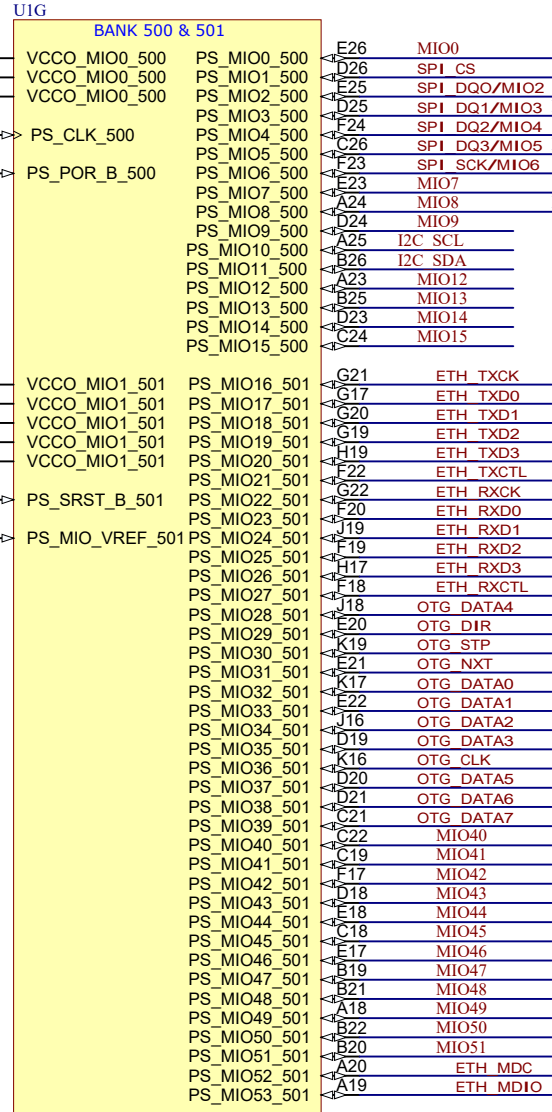 U1G
BANK 500 & 501
VCCO_MIO0_500 PS_MIO0_500 E26 MIO0
VCCO_MIO0_500 PS_MIO1_500 D26 SPI_CS
VCCO_MIO0_500 PS_MIO2_500 E25 SPI_DQ0/MIO2
PS_MIO3_500 D25 SPI_DQ1/MIO3
PS_CLK_500 PS_MIO4_500 F24 SPI_DQ2/MIO4
PS_MIO5_500 C26 SPI_DQ3/MIO5
PS_POR_B_500 PS_MIO6_500 F23 SPI_SCK/MIO6
PS_MIO7_500 E23 MIO7
PS_MIO8_500 A24 MIO8
PS_MIO9_500 D24 MIO9
PS_MIO10_500 A25 I2C_SCL
PS_MIO11_500 B26 I2C_SDA
PS_MIO12_500 A23 MIO12
PS_MIO13_500 B25 MIO13
PS_MIO14_500 D23 MIO14
PS_MIO15_500 C24 MIO15
VCCO_MIO1_501 PS_MIO16_501 G21 ETH_TXCK
VCCO_MIO1_501 PS_MIO17_501 G17 ETH_TXD0
VCCO_MIO1_501 PS_MIO18_501 G20 ETH_TXD1
VCCO_MIO1_501 PS_MIO19_501 G19 ETH_TXD2
VCCO_MIO1_501 PS_MIO20_501 H19 ETH_TXD3
PS_MIO21_501 F22 ETH_TXCTL
PS_SRST_B_501 PS_MIO22_501 G22 ETH_RXCK
PS_MIO23_501 F20 ETH_RXD0
PS_MIO_VREF_501 PS_MIO24_501 J19 ETH_RXD1
PS_MIO25_501 F19 ETH_RXD2
PS_MIO26_501 H17 ETH_RXD3
PS_MIO27_501 F18 ETH_RXCTL
PS_MIO28_501 J18 OTG_DATA4
PS_MIO29_501 E20 OTG_DIR
PS_MIO30_501 K19 OTG_STP
PS_MIO31_501 E21 OTG_NXT
PS_MIO32_501 K17 OTG_DATA0
PS_MIO33_501 E22 OTG_DATA1
PS_MIO34_501 J16 OTG_DATA2
PS_MIO35_501 D19 OTG_DATA3
PS_MIO36_501 K16 OTG_CLK
PS_MIO37_501 D20 OTG_DATA5
PS_MIO38_501 D21 OTG_DATA6
PS_MIO39_501 C21 OTG_DATA7
PS_MIO40_501 C22 MIO40
PS_MIO41_501 C19 MIO41
PS_MIO42_501 F17 MIO42
PS_MIO43_501 D18 MIO43
PS_MIO44_501 E18 MIO44
PS_MIO45_501 C18 MIO45
PS_MIO46_501 E17 MIO46
PS_MIO47_501 B19 MIO47
PS_MIO48_501 B21 MIO48
PS_MIO49_501 A18 MIO49
PS_MIO50_501 B22 MIO50
PS_MIO51_501 B20 MIO51
PS_MIO52_501 A20 ETH_MDC
PS_MIO53_501 A19 ETH_MDIO